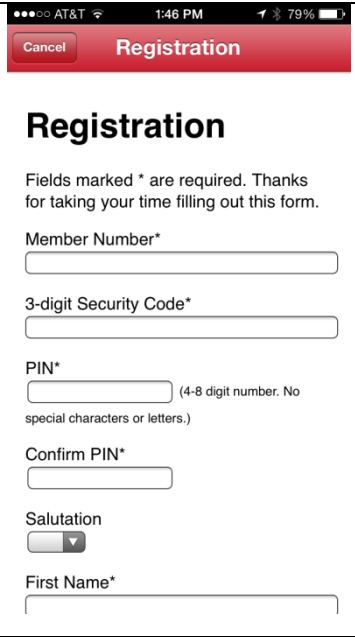 AT&T 1:46 PM 79%
Cancel Registration
Registration
Fields marked * are required. Thanks
for taking your time filling out this form.
Member Number*
3-digit Security Code*
PIN*
(4-8 digit number. No
special characters or letters.)
Confirm PIN*
Salutation
First Name*